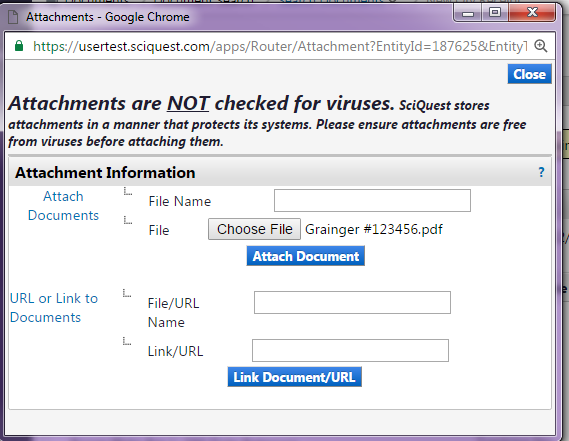 Attachments - Google Chrome
https://usertest.sciquest.com/apps/Router/Attachment?EntityId=187625&EntityT
Close
Attachments are NOT checked for viruses. SciQuest stores
attachments in a manner that protects its systems. Please ensure attachments are free
from viruses before attaching them.
Attachment Information ?
Attach Documents
File Name
File Choose File Grainger #123456.pdf
Attach Document
URL or Link to Documents
File/URL Name
Link/URL
Link Document/URL